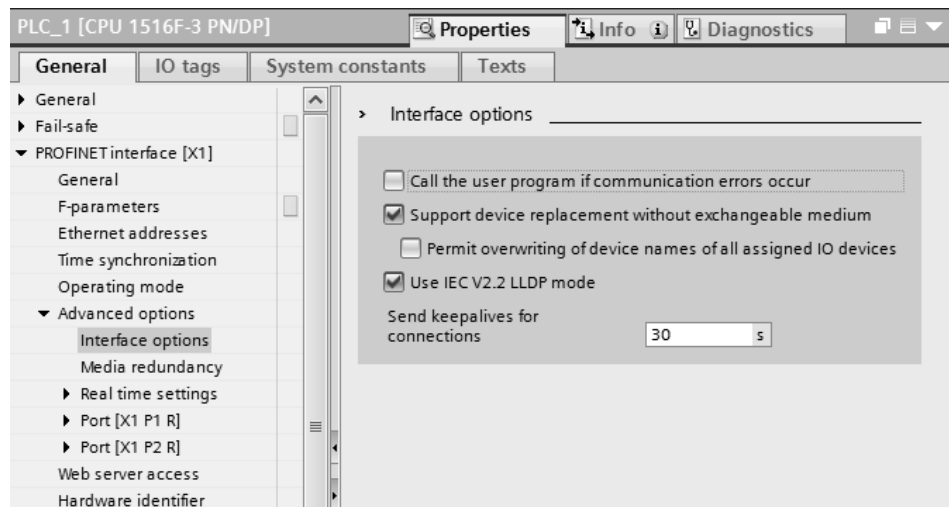 PLC_1 [CPU 1516F-3 PN/DP]
Properties
Info
Diagnostics
General
IO tags
System constants
Texts
General
Fail-safe
PROFINET interface [X1]
General
F-parameters
Ethernet addresses
Time synchronization
Operating mode
Advanced options
Interface options
Media redundancy
Real time settings
Port [X1 P1 R]
Port [X1 P2 R]
Web server access
Hardware identifier
Interface options
Call the user program if communication errors occur
Support device replacement without exchangeable medium
Permit overwriting of device names of all assigned IO devices
Use IEC V2.2 LLDP mode
Send keepalives for
connections
30 s